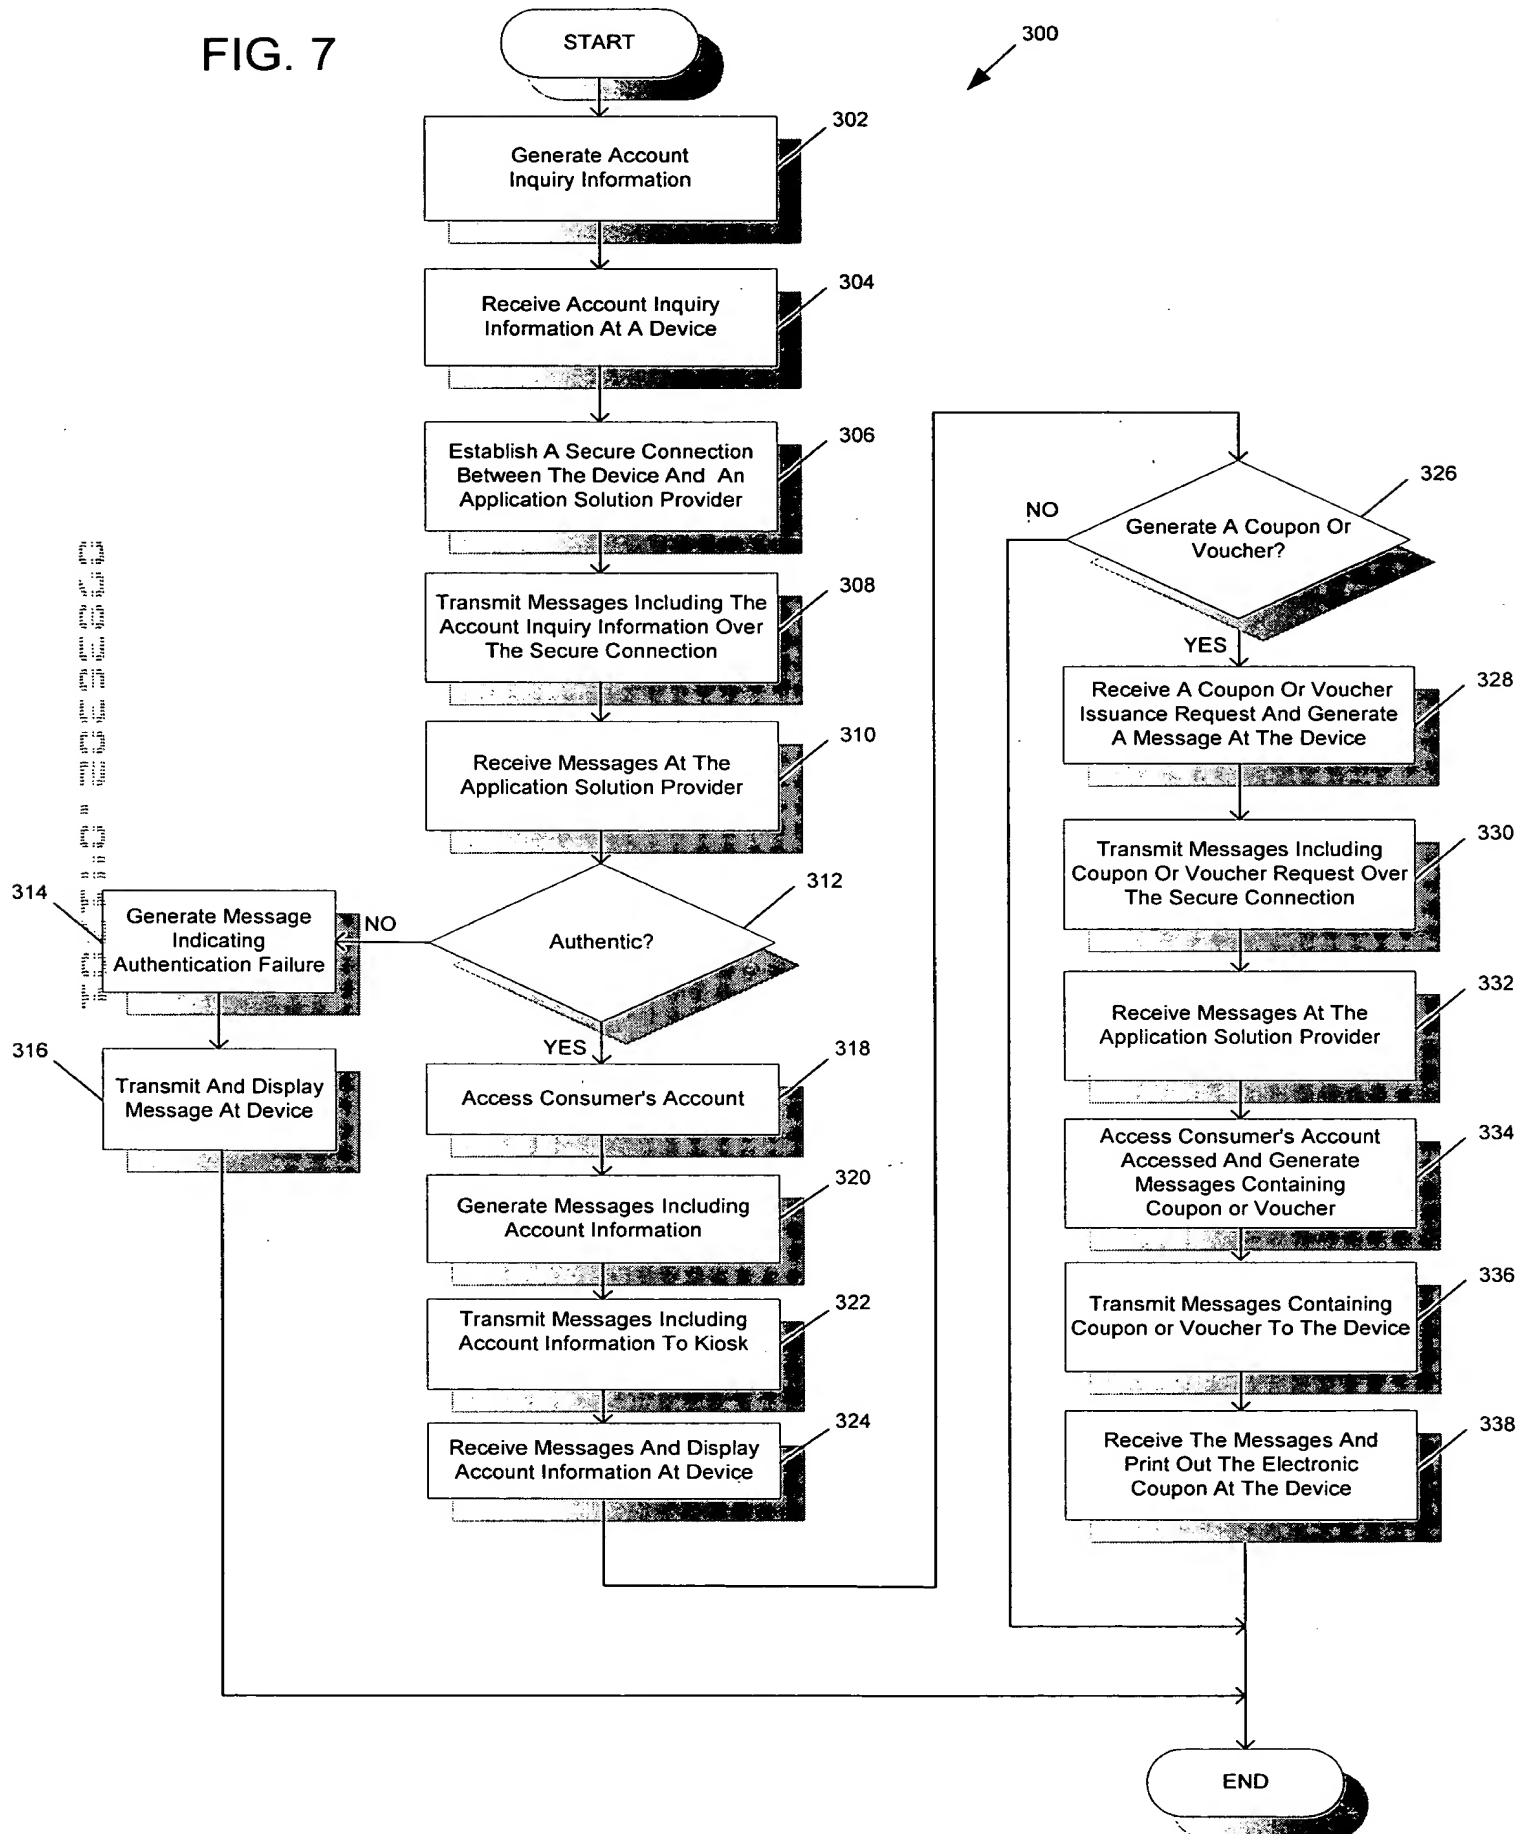 FIG. 7
START
300
302
Generate Account
Inquiry Information
304
Receive Account Inquiry
Information At A Device
306
Establish A Secure Connection
Between The Device And An
Application Solution Provider
308
Transmit Messages Including The
Account Inquiry Information Over
The Secure Connection
310
Receive Messages At The
Application Solution Provider
312
Authentic?
NO
314
Generate Message
Indicating
Authentication Failure
316
Transmit And Display
Message At Device
YES
318
Access Consumer's Account
320
Generate Messages Including
Account Information
322
Transmit Messages Including
Account Information To Kiosk
324
Receive Messages And Display
Account Information At Device
326
Generate A Coupon Or
Voucher?
NO
YES
328
Receive A Coupon Or Voucher
Issuance Request And Generate
A Message At The Device
330
Transmit Messages Including
Coupon Or Voucher Request Over
The Secure Connection
332
Receive Messages At The
Application Solution Provider
334
Access Consumer's Account
Accessed And Generate
Messages Containing
Coupon or Voucher
336
Transmit Messages Containing
Coupon or Voucher To The Device
338
Receive The Messages And
Print Out The Electronic
Coupon At The Device
END